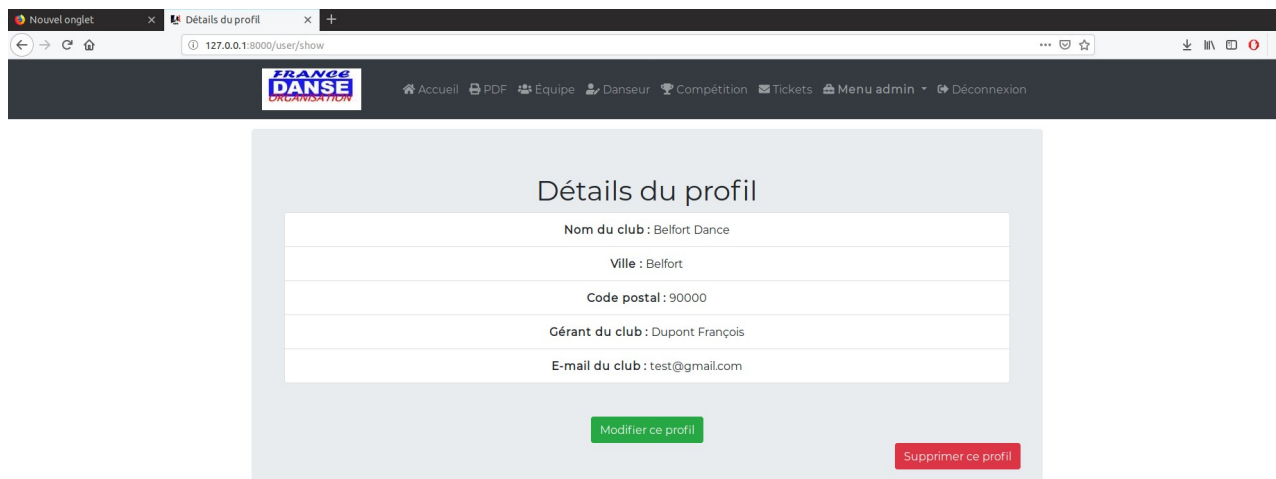 Nouvel onglet
Détails du profil
127.0.0.1:8000/user/show
FRANCE
DANSE
ORGANISATION
Accueil PDF Équipe Danseur Compétition Tickets Menu admin Déconnexion
Détails du profil
Nom du club : Belfort Dance
Ville : Belfort
Code postal : 90000
Gérant du club : Dupont François
E-mail du club : test@gmail.com
Modifier ce profil
Supprimer ce profil